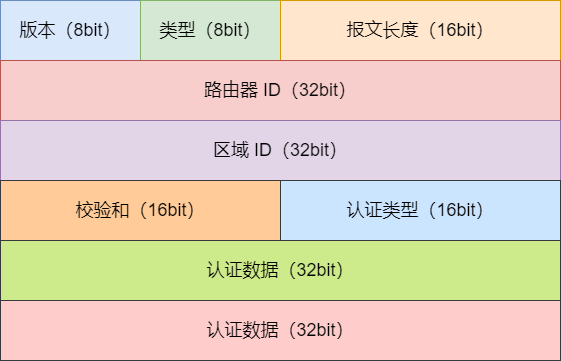 版本（8bit） 类型（8bit） 报文长度（16bit）
路由器 ID（32bit）
区域 ID（32bit）
校验和（16bit） 认证类型（16bit）
认证数据（32bit）
认证数据（32bit）